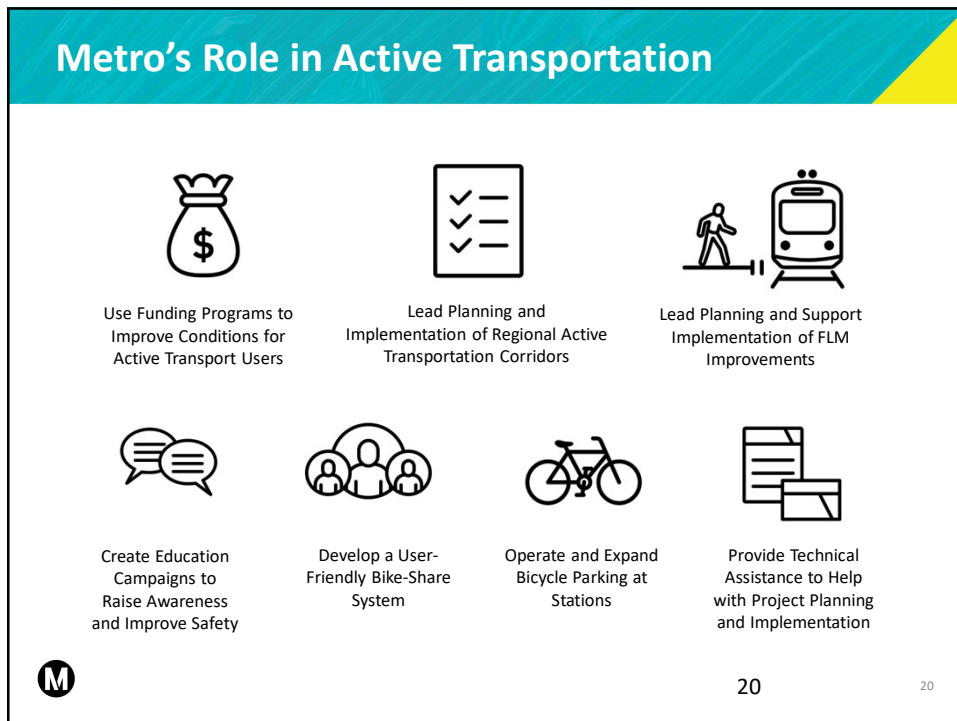 Metro’s Role in Active Transportation
$
Use Funding Programs to
Improve Conditions for
Active Transport Users
Lead Planning and
Implementation of Regional Active
Transportation Corridors
Lead Planning and Support
Implementation of FLM
Improvements
Create Education
Campaigns to
Raise Awareness
and Improve Safety
Develop a User-
Friendly Bike-Share
System
Operate and Expand
Bicycle Parking at
Stations
Provide Technical
Assistance to Help
with Project Planning
and Implementation
M
20
20